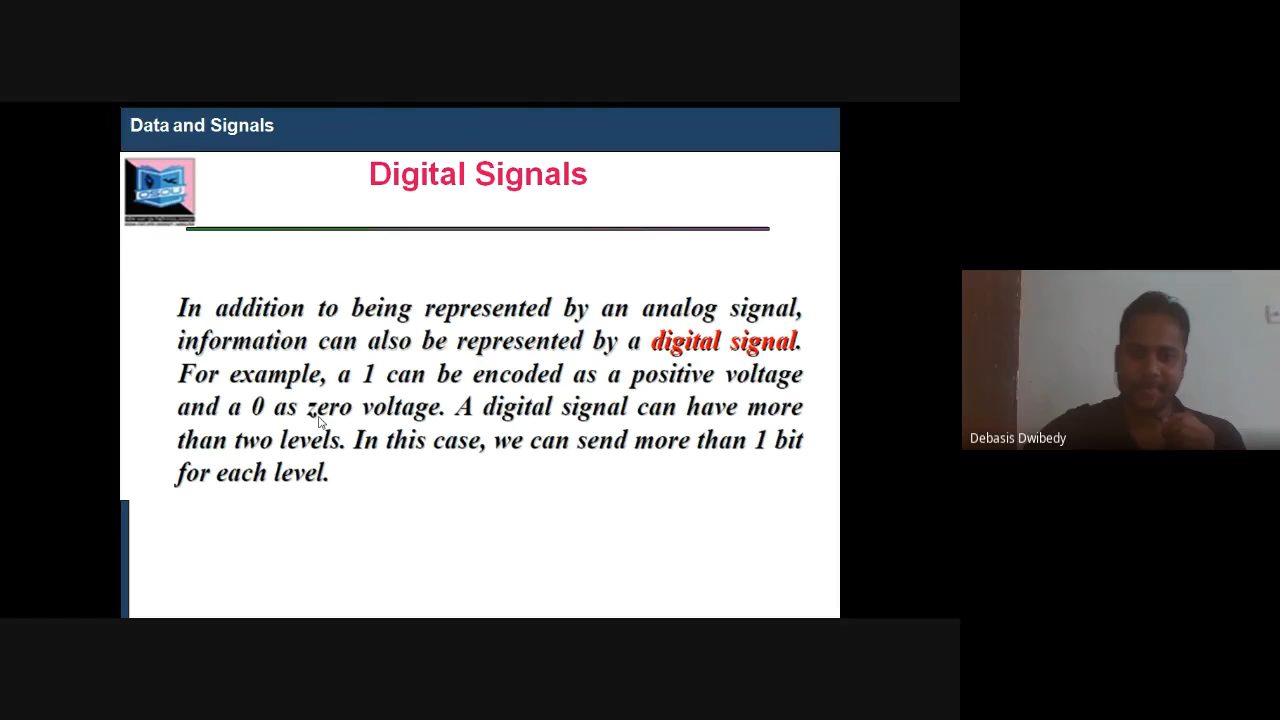 Data and Signals
Digital Signals
OSOU
In addition to being represented by an analog signal,
information can also be represented by a digital signal.
For example, a 1 can be encoded as a positive voltage
and a 0 as zero voltage. A digital signal can have more
than two levels. In this case, we can send more than 1 bit
for each level.
Debasis Dwibedy